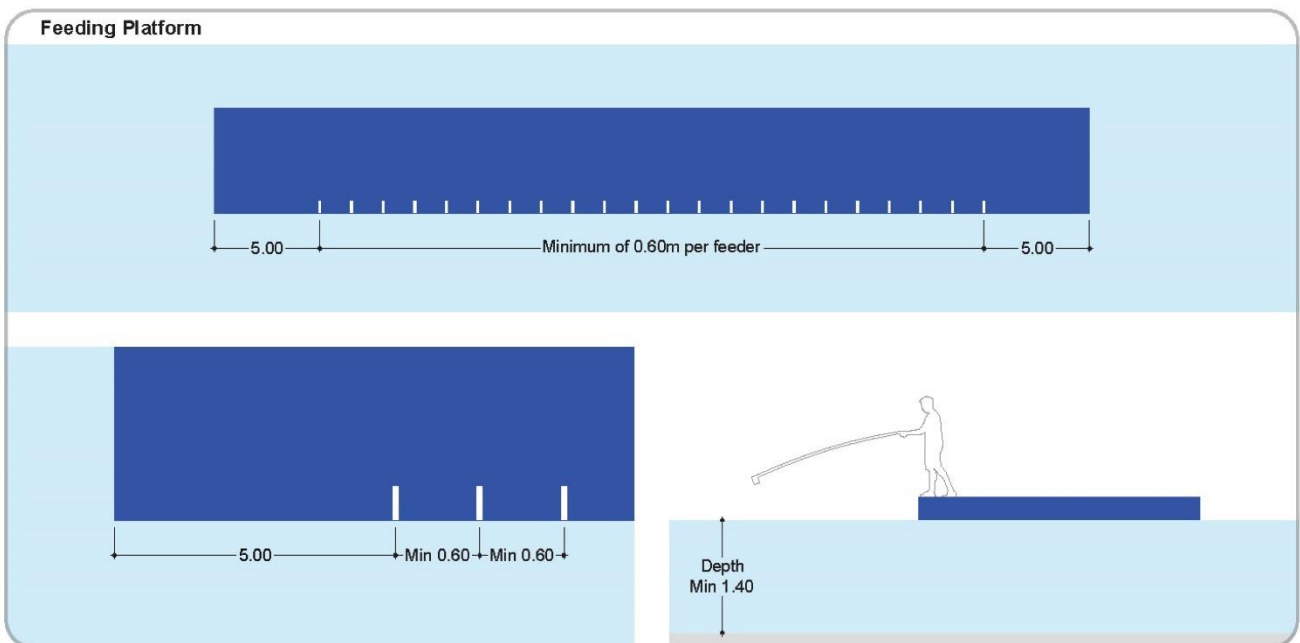 Feeding Platform
5.00
Minimum of 0.60m per feeder
5.00
5.00
Min 0.60
Min 0.60
Depth
Min 1.40